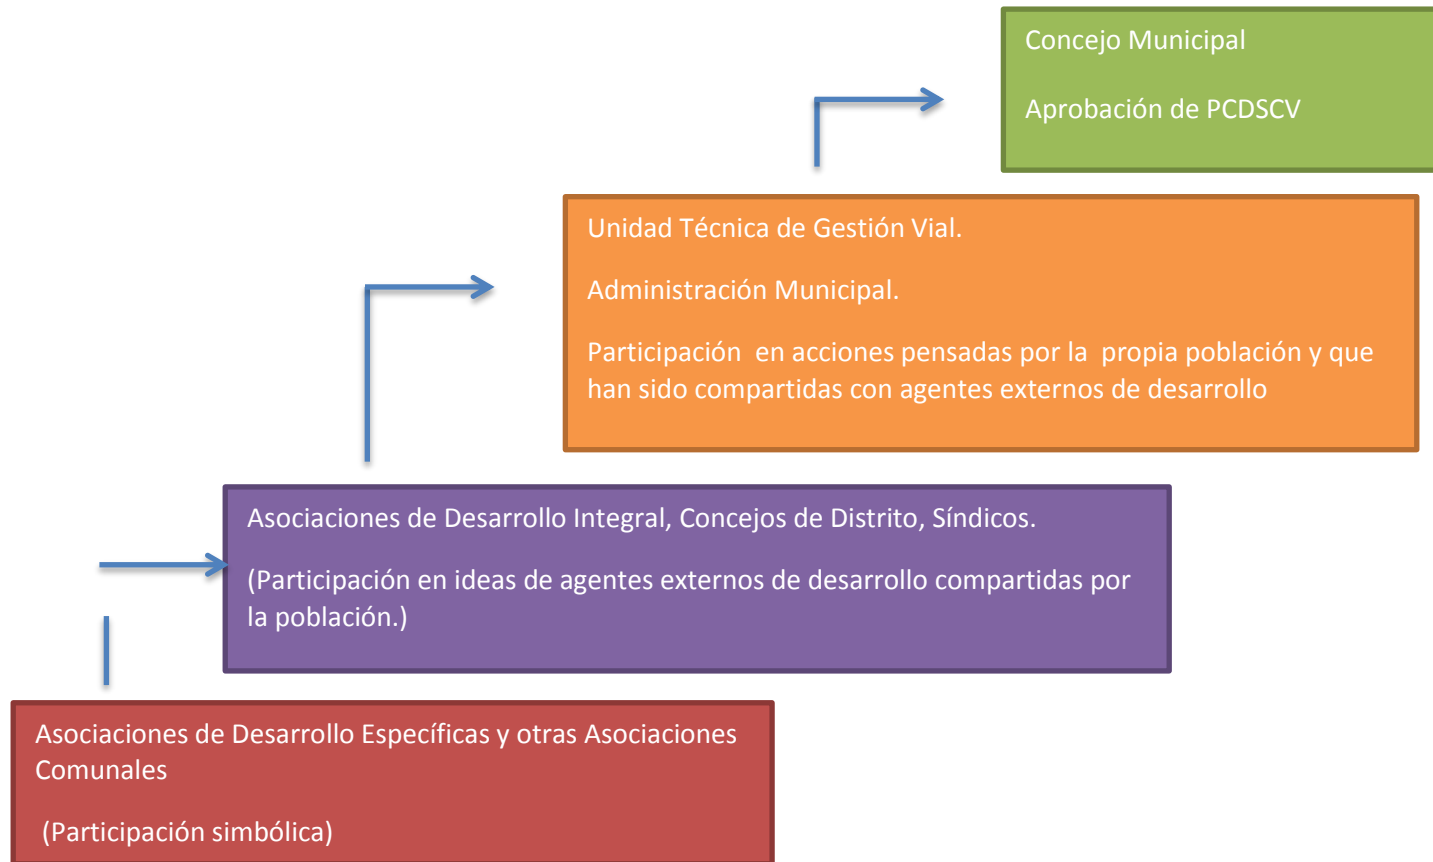 Concejo Municipal
Aprobación de PCDSCV
Unidad Técnica de Gestión Vial.
Administración Municipal.
Participación  en acciones pensadas por la  propia población y que
han sido compartidas con agentes externos de desarrollo
Asociaciones de Desarrollo Integral, Concejos de Distrito, Síndicos.
(Participación en ideas de agentes externos de desarrollo compartidas por
la población.)
Asociaciones de Desarrollo Específicas y otras Asociaciones
Comunales
(Participación simbólica)